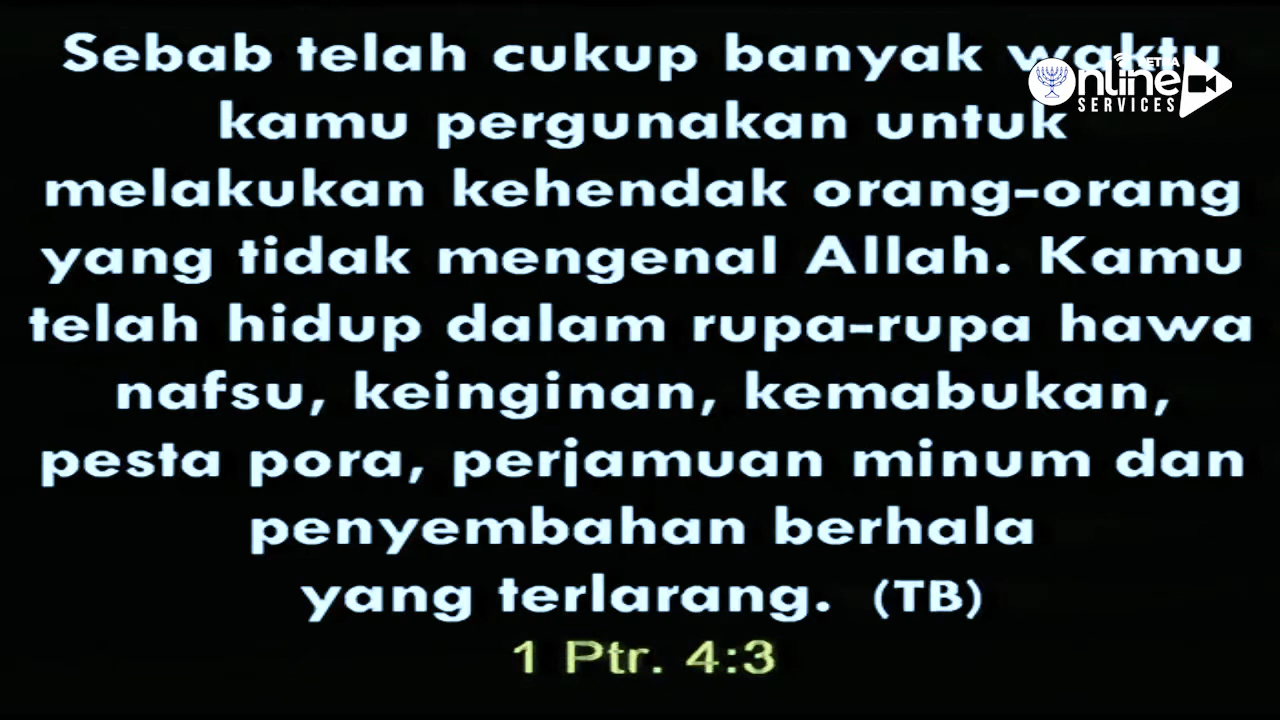 Sebab telah cukup banyak waktu
kamu pergunakan untuk
melakukan kehendak orang-orang
yang tidak mengenal Allah. Kamu
telah hidup dalam rupa-rupa hawa
nafsu, keinginan, kemabukan,
pesta pora, perjamuan minum dan
penyembahan berhala
yang terlarang. (TB)
1 Ptr. 4:3
Online
SERVICES